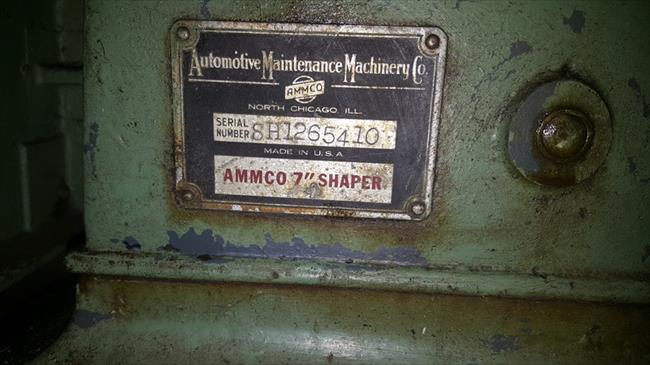 Automotive Maintenance Machinery Co.
AMMCO
NORTH CHICAGO, ILL.
SERIAL NUMBER SH1265410
MADE IN U.S.A.
AMMCO 7" SHAPER